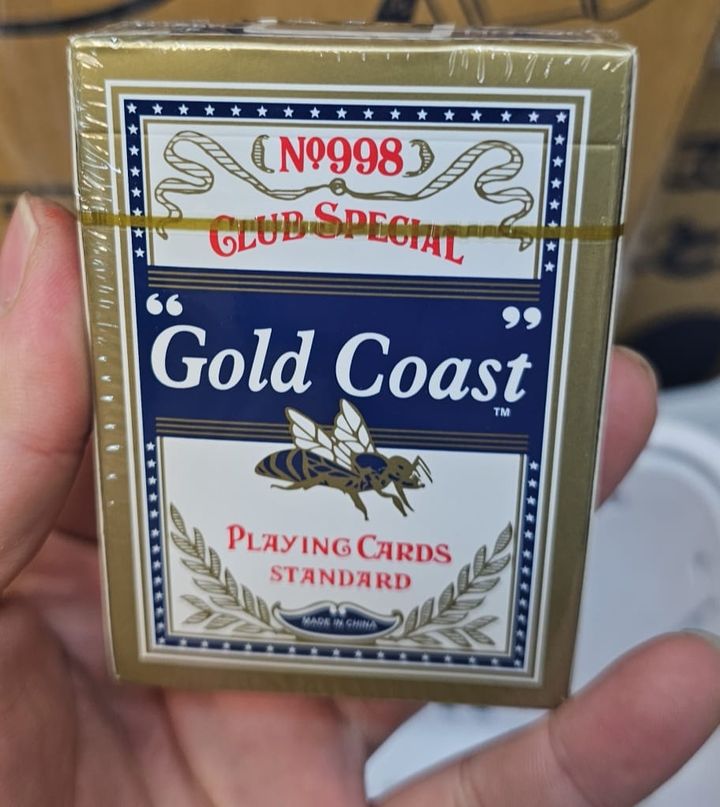 Nº998
CLUB SPECIAL
“Gold Coast”
TM
PLAYING CARDS
STANDARD
MADE IN CHINA